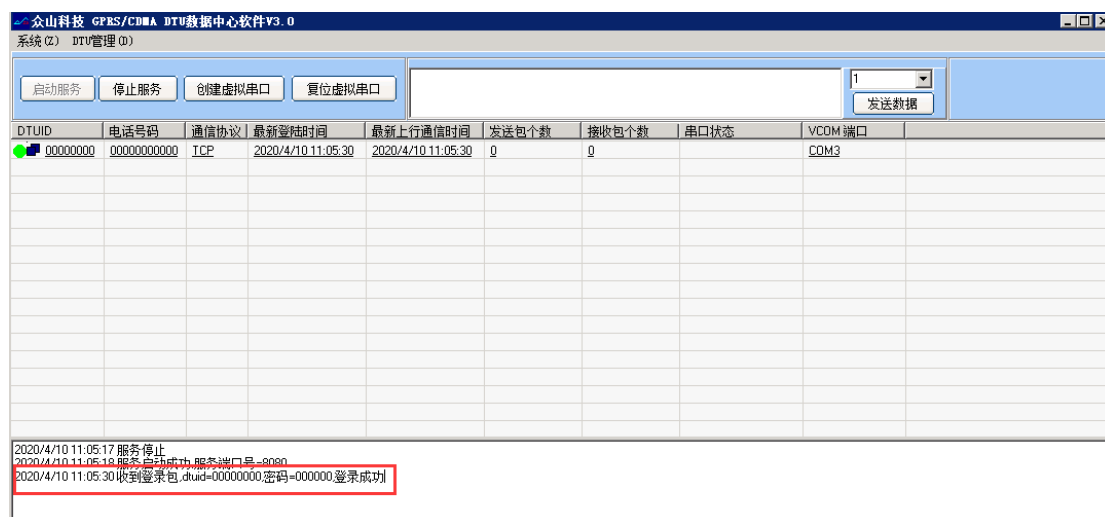 众山科技 GPRS/CDMA DTU数据中心软件V3.0
系统(Z) DTU管理(D)
启动服务 停止服务 创建虚拟串口 复位虚拟串口 1
发送数据
DTUID 电话号码 通信协议 最新登陆时间 最新上行通信时间 发送包个数 接收包个数 串口状态 VCOM 端口
00000000 00000000000 TCP 2020/4/10 11:05:30 2020/4/10 11:05:30 0 0 COM3
2020/4/10 11:05:17 服务停止
2020/4/10 11:05:18 服务启动成功,服务端口号=8080
2020/4/10 11:05:30 收到登录包,dtuid=00000000,密码=000000,登录成功